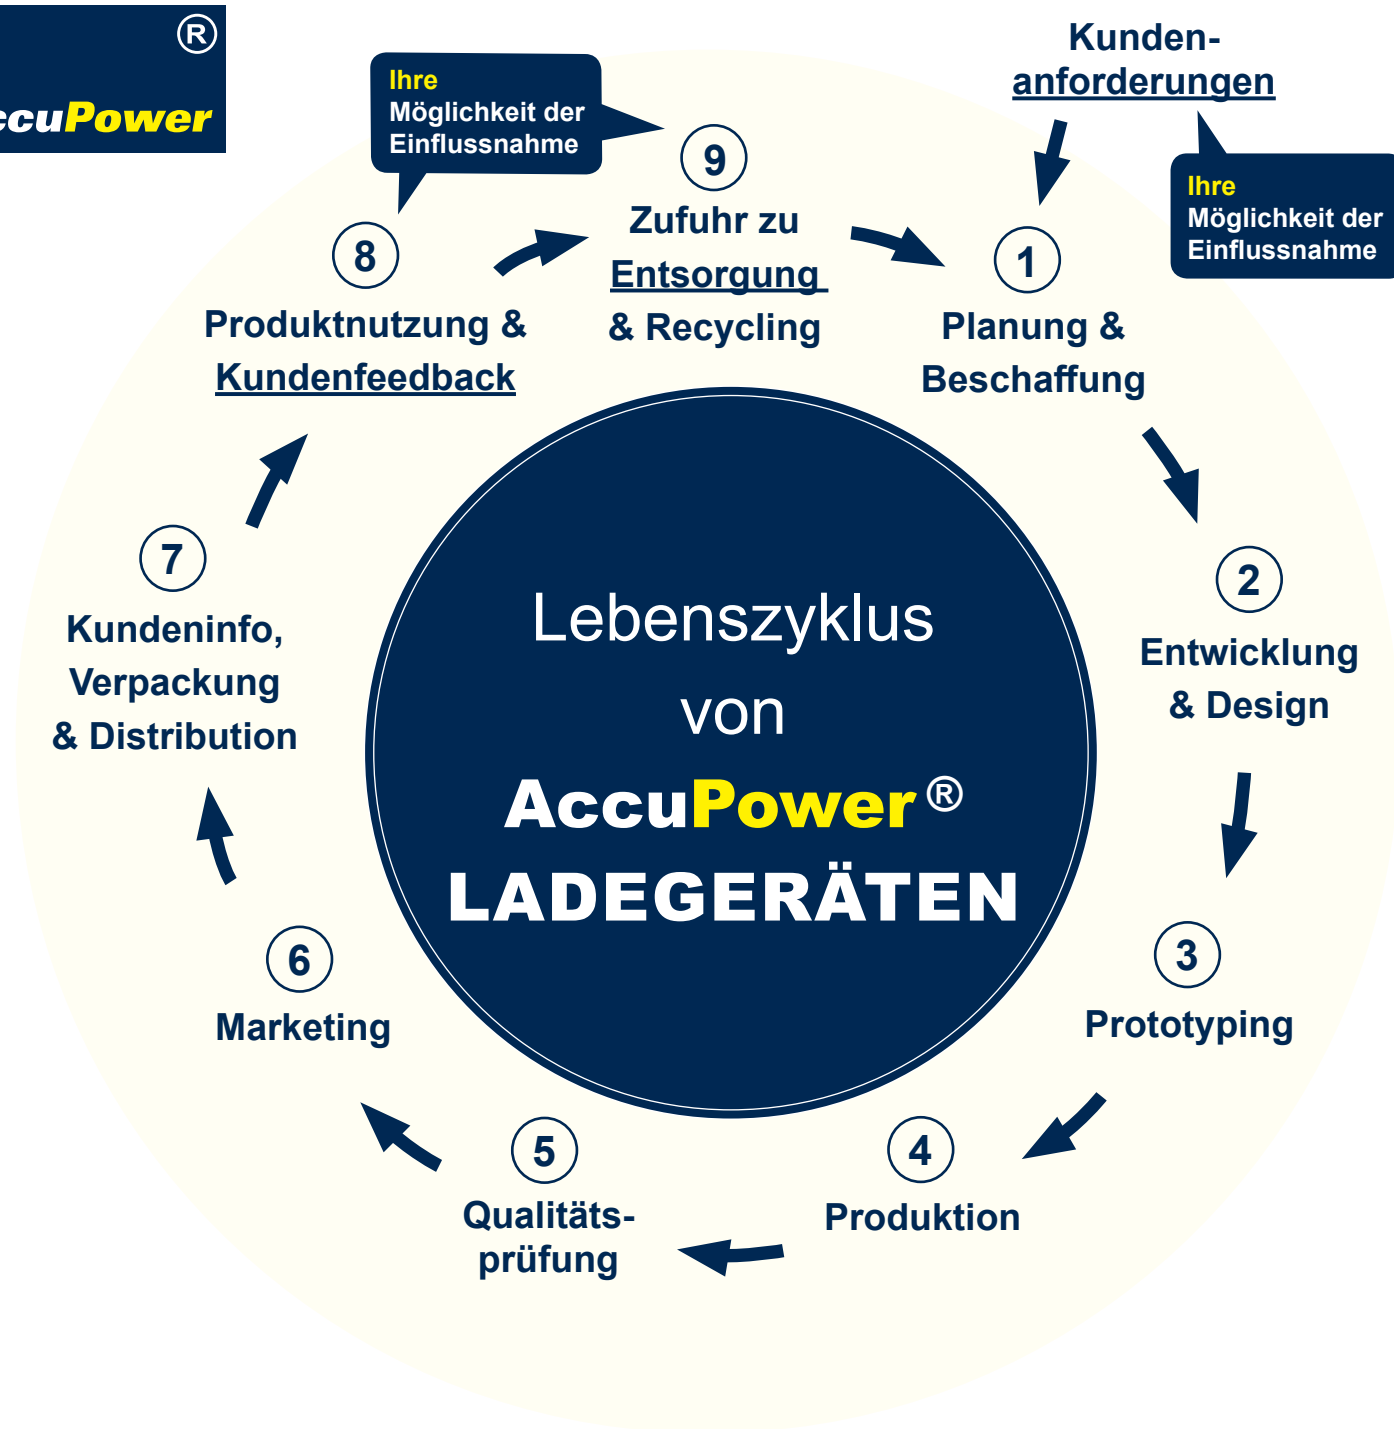 ®
ccuPower
Kunden-
anforderungen
Ihre
Möglichkeit der
Einflussnahme
Ihre
Möglichkeit der
Einflussnahme
9
Zufuhr zu
Entsorgung
& Recycling
1
Planung &
Beschaffung
2
Entwicklung
& Design
3
Prototyping
4
Produktion
5
Qualitäts-
prüfung
6
Marketing
7
Kundeninfo,
Verpackung
& Distribution
8
Produktnutzung &
Kundenfeedback
Lebenszyklus
von
AccuPower®
LADEGERÄTEN